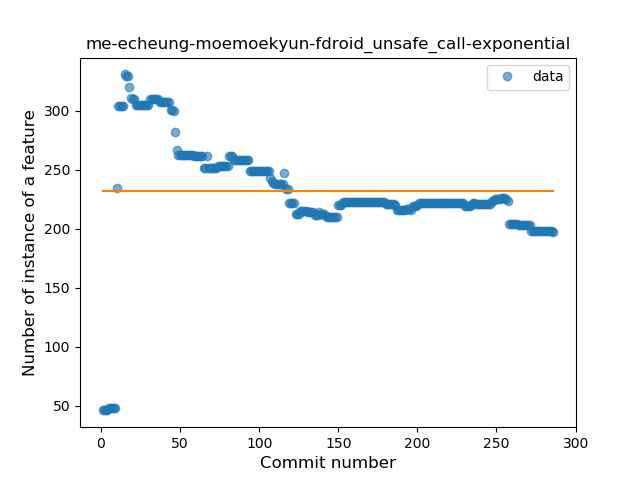 me-echeung-moemoekyun-fdroid_unsafe_call-exponential
data
Number of instance of a feature
300
250
200
150
100
50
0 50 100 150 200 250 300
Commit number